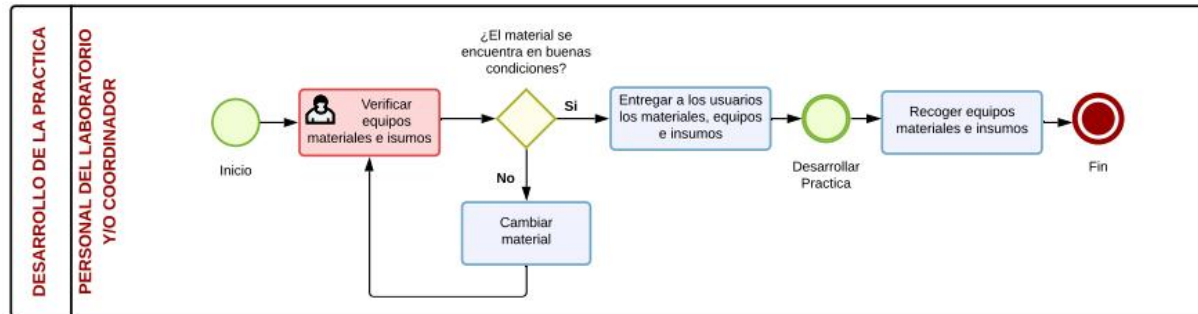 DESARROLLO DE LA PRACTICA
PERSONAL DEL LABORATORIO
Y/O COORDINADOR
Inicio
Verificar
equipos
materiales e isumos
¿El material se
encuentra en buenas
condiciones?
Si
No
Cambiar
material
Entregar a los usuarios
los materiales, equipos
e insumos
Desarrollar
Practica
Recoger equipos
materiales e insumos
Fin